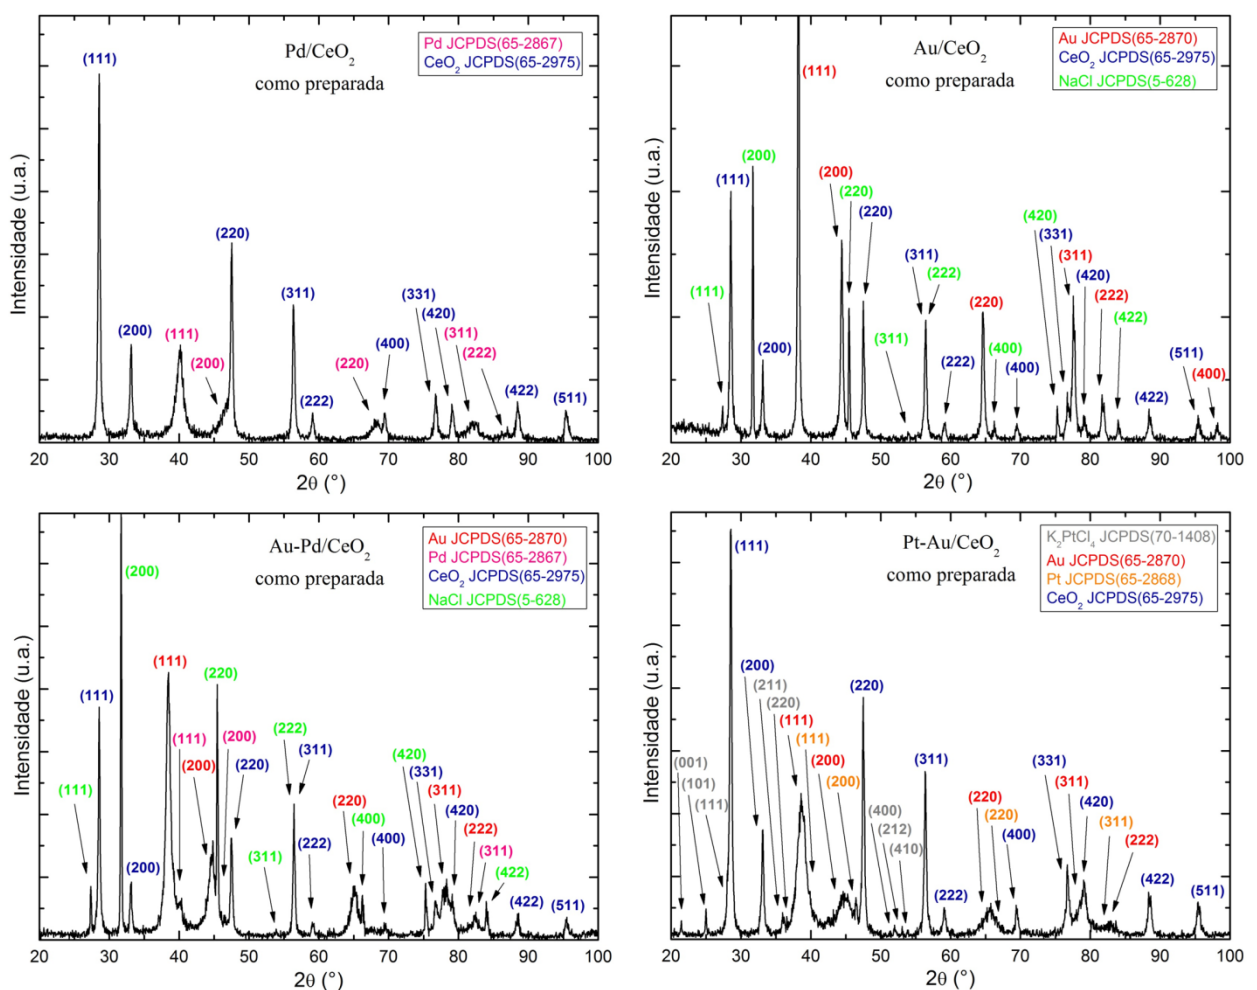 Pd/CeO₂
como preparada
Pd JCPDS(65-2867)
CeO₂ JCPDS(65-2975)
(111)
(200)
(111)
(200)
(220)
(311)
(222)
(220)
(400)
(331)
(420)
(311)
(222)
(422)
(511)
Intensidade (u.a.)
20 30 40 50 60 70 80 90 100
2θ (°)
Au/CeO₂
como preparada
Au JCPDS(65-2870)
CeO₂ JCPDS(65-2975)
NaCl JCPDS(5-628)
(111)
(111)
(200)
(200)
(111)
(200)
(220)
(220)
(311)
(311)
(222)
(222)
(220)
(400)
(400)
(420)
(331)
(311)
(420)
(222)
(422)
(422)
(511)
(400)
Intensidade (u.a.)
20 30 40 50 60 70 80 90 100
2θ (°)
Au-Pd/CeO₂
como preparada
Au JCPDS(65-2870)
Pd JCPDS(65-2867)
CeO₂ JCPDS(65-2975)
NaCl JCPDS(5-628)
(111)
(111)
(200)
(200)
(111)
(111)
(200)
(220)
(200)
(220)
(311)
(222)
(311)
(222)
(220)
(400)
(400)
(420)
(331)
(311)
(420)
(222)
(311)
(422)
(422)
(511)
Intensidade (u.a.)
20 30 40 50 60 70 80 90 100
2θ (°)
Pt-Au/CeO₂
como preparada
K₂PtCl₄ JCPDS(70-1408)
Au JCPDS(65-2870)
Pt JCPDS(65-2868)
CeO₂ JCPDS(65-2975)
(001)
(101)
(111)
(111)
(200)
(211)
(220)
(111)
(111)
(200)
(200)
(220)
(400)
(212)
(410)
(311)
(222)
(220)
(220)
(400)
(331)
(311)
(420)
(311)
(222)
(422)
(511)
Intensidade (u.a.)
20 30 40 50 60 70 80 90 100
2θ (°)